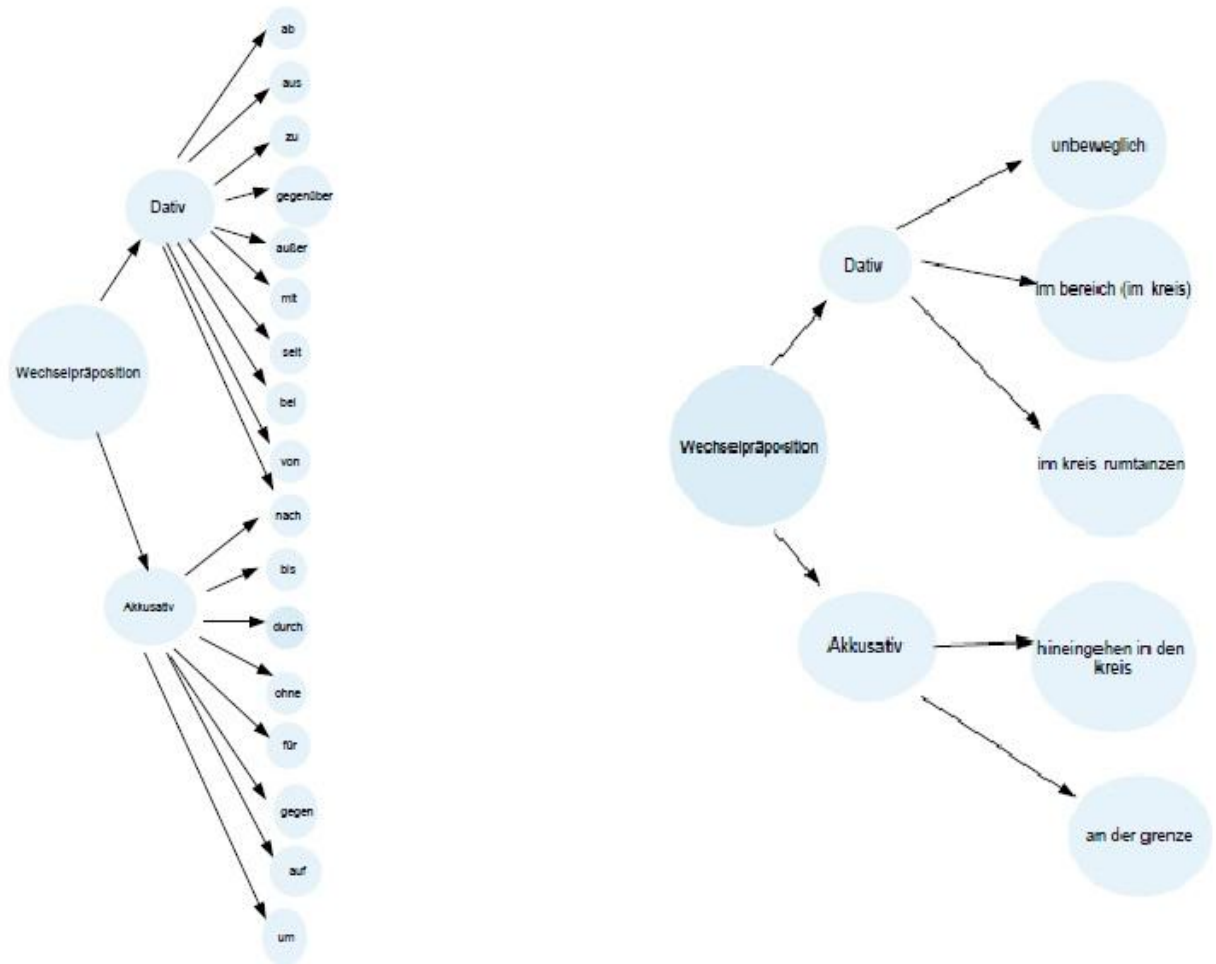 ab
aus
zu
gegenüber
außer
mit
seit
bei
von
nach
bis
durch
ohne
für
gegen
auf
um
Dativ
Wechselpräposition
Akkusativ
unbeweglich
im bereich (im kreis)
im kreis rumtanzen
hineingehen in den
kreis
an der grenze
Dativ
Wechselpräposition
Akkusativ